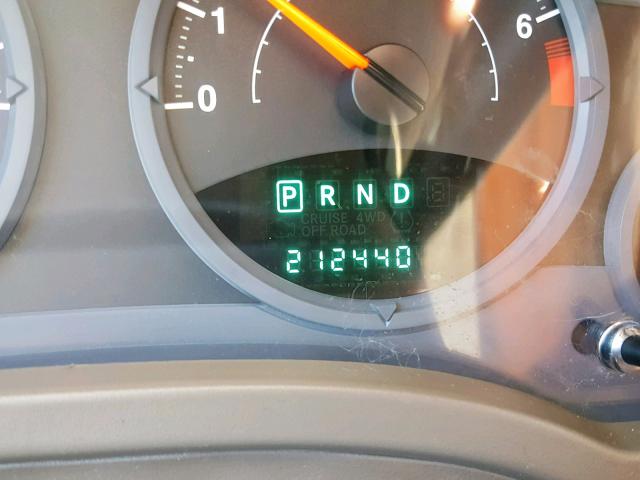 1
6
0
P R N D
CRUISE 4WD
OFF ROAD
212440